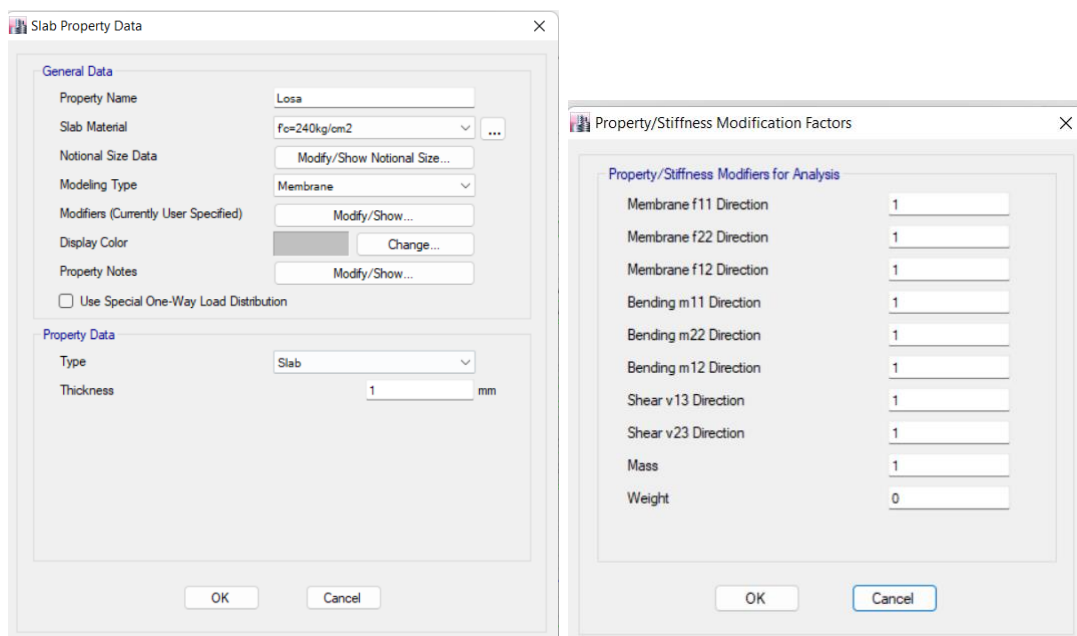 Slab Property Data
General Data
Property Name Losa
Slab Material f'c=240kg/cm2 ...
Notional Size Data Modify/Show Notional Size...
Modeling Type Membrane
Modifiers (Currently User Specified) Modify/Show...
Display Color Change...
Property Notes Modify/Show...
Use Special One-Way Load Distribution
Property Data
Type Slab
Thickness 1 mm
OK Cancel
Property/Stiffness Modification Factors
Property/Stiffness Modifiers for Analysis
Membrane f11 Direction 1
Membrane f22 Direction 1
Membrane f12 Direction 1
Bending m11 Direction 1
Bending m22 Direction 1
Bending m12 Direction 1
Shear v13 Direction 1
Shear v23 Direction 1
Mass 1
Weight 0
OK Cancel